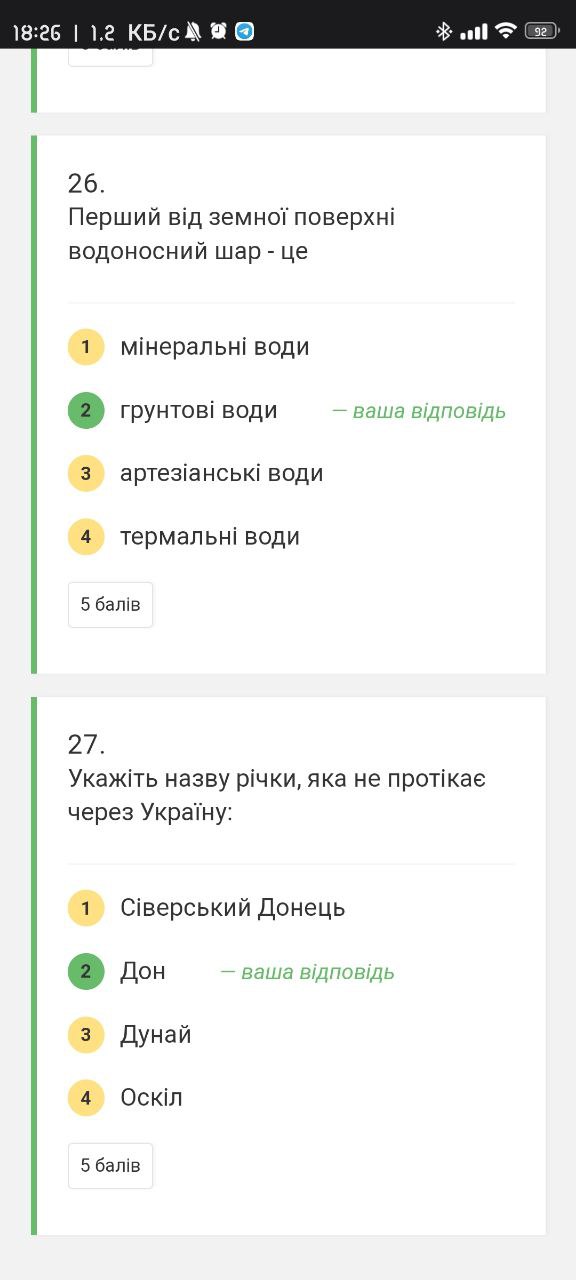 18:26 | 1,2 КБ/с 92
26.
Перший від земної поверхні
водоносний шар - це
1 мінеральні води
2 грунтові води — ваша відповідь
3 артезіанські води
4 термальні води
5 балів
27.
Укажіть назву річки, яка не протікає
через Україну:
1 Сіверський Донець
2 Дон — ваша відповідь
3 Дунай
4 Оскіл
5 балів